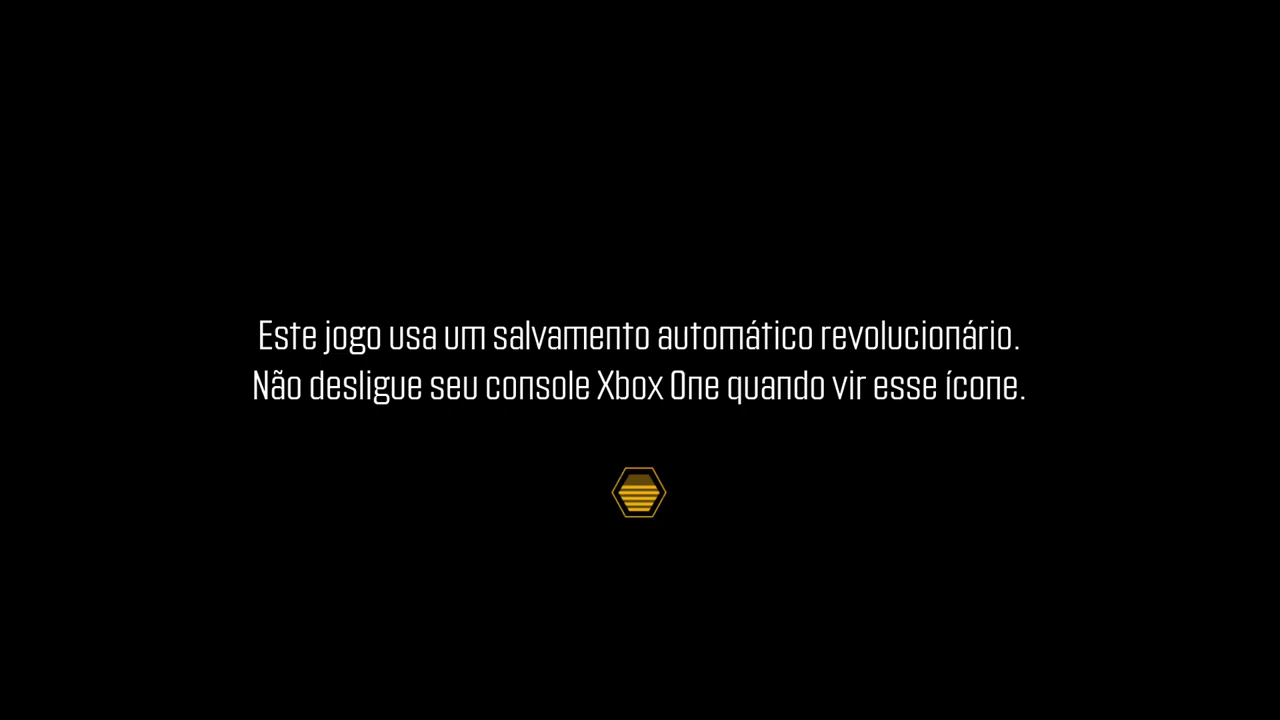 Este jogo usa um salvamento automático revolucionário.
Não desligue seu console Xbox One quando vir esse ícone.